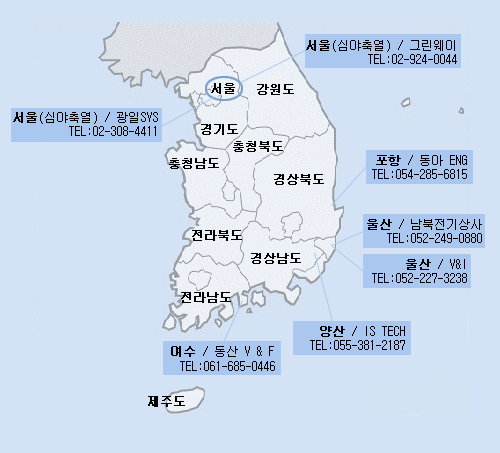 서울(심야축열) / 그린웨이
TEL:02-924-0044
서울
강원도
서울(심야축열) / 광일SYS
TEL:02-308-4411
경기도
충청북도
충청남도
포항 / 동아 ENG
TEL:054-285-6815
경상북도
울산 / 남북전기상사
TEL:052-249-0880
전라북도
경상남도
울산 / V&I
TEL:052-227-3238
전라남도
양산 / IS TECH
TEL:055-381-2187
여수 / 동산 V & F
TEL:061-685-0446
제주도